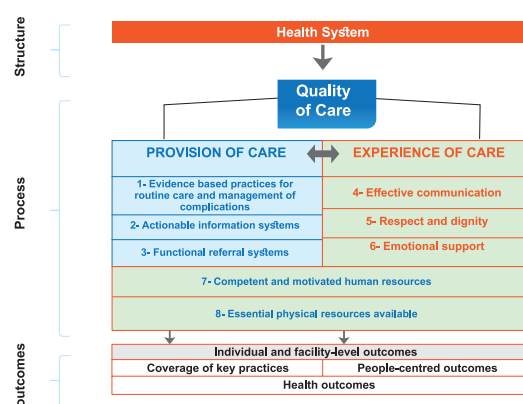 Structure
Health System
Quality
of Care
Process
PROVISION OF CARE
EXPERIENCE OF CARE
1- Evidence based practices for
routine care and management of
complications
2- Actionable information systems
3- Functional referral systems
4- Effective communication
5- Respect and dignity
6- Emotional support
7- Competent and motivated human resources
8- Essential physical resources available
outcomes
Individual and facility-level outcomes
Coverage of key practices
People-centred outcomes
Health outcomes